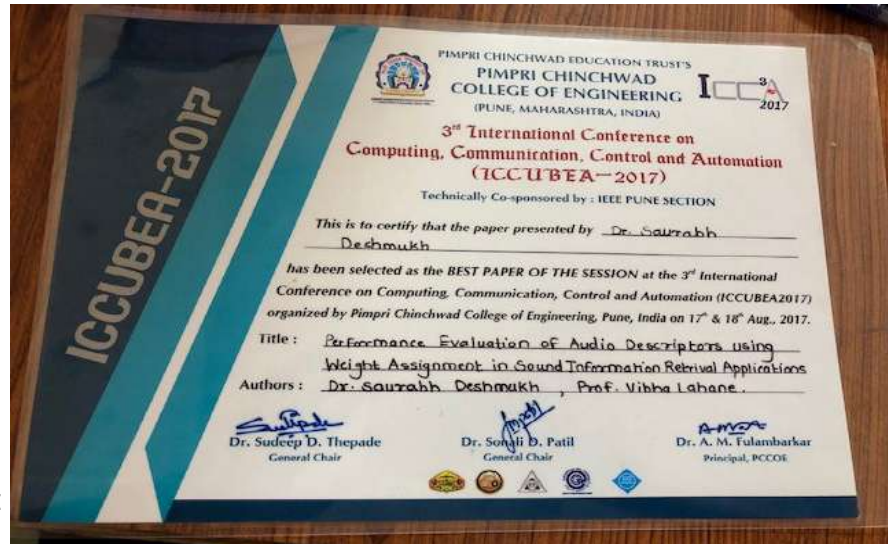 ICCUBEA-2017
PIMPRI CHINCHWAD EDUCATION TRUST'S
PIMPRI CHINCHWAD
COLLEGE OF ENGINEERING
(PUNE, MAHARASHTRA, INDIA)
ICCA 3 2017
3rd International Conference on
Computing, Communication, Control and Automation
(ICCUBEA-2017)
Technically Co-sponsored by : IEEE PUNE SECTION
This is to certify that the paper presented by Dr. Saurabh
Deshmukh
has been selected as the BEST PAPER OF THE SESSION at the 3rd International
Conference on Computing, Communication, Control and Automation (ICCUBEA2017)
organized by Pimpri Chinchwad College of Engineering, Pune, India on 17th & 18th Aug., 2017.
Title : Performance Evaluation of Audio Descriptors using
Weight Assignment in Sound Information Retrival Applications
Authors : Dr. Saurabh Deshmukh , Prof. Vibha Lahane.
Dr. Sudeep D. Thepade
General Chair
Dr. Sonali D. Patil
General Chair
Dr. A. M. Fulambarkar
Principal, PCCOE